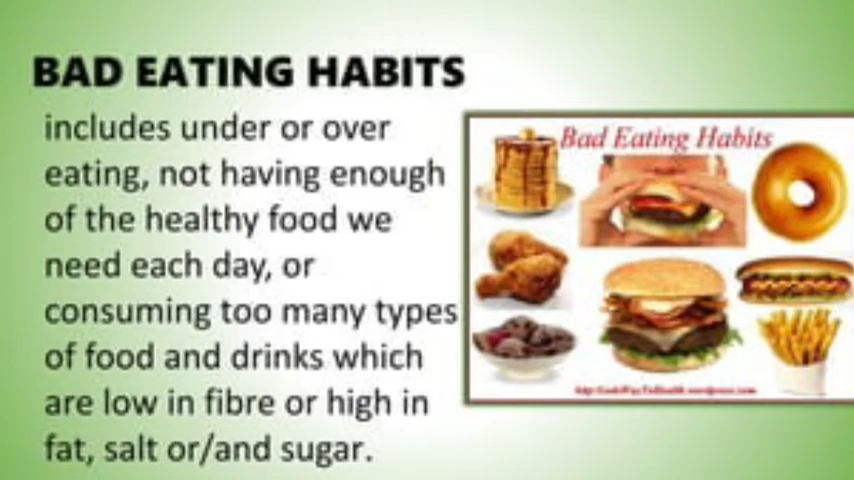 BAD EATING HABITS
includes under or over
eating, not having enough
of the healthy food we
need each day, or
consuming too many types
of food and drinks which
are low in fibre or high in
fat, salt or/and sugar.
Bad Eating Habits